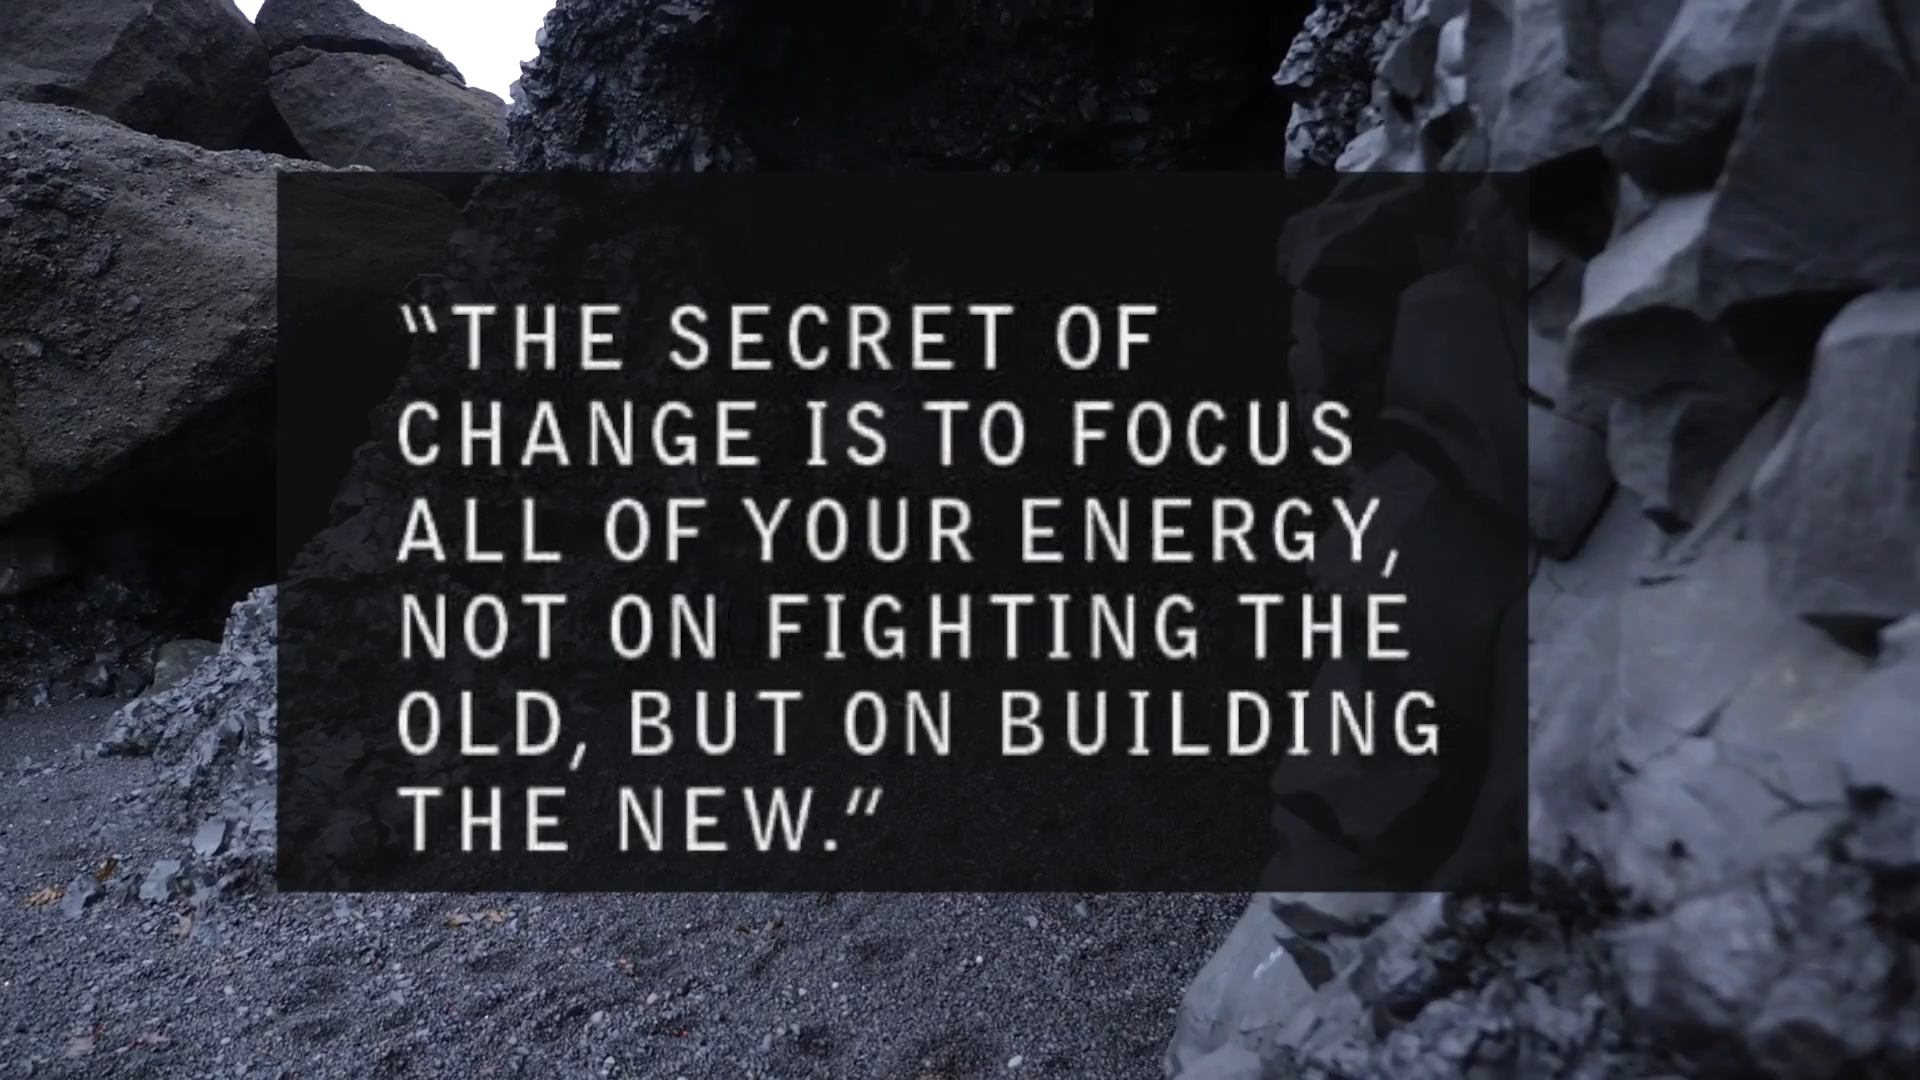 “THE SECRET OF
CHANGE IS TO FOCUS
ALL OF YOUR ENERGY,
NOT ON FIGHTING THE
OLD, BUT ON BUILDING
THE NEW.”